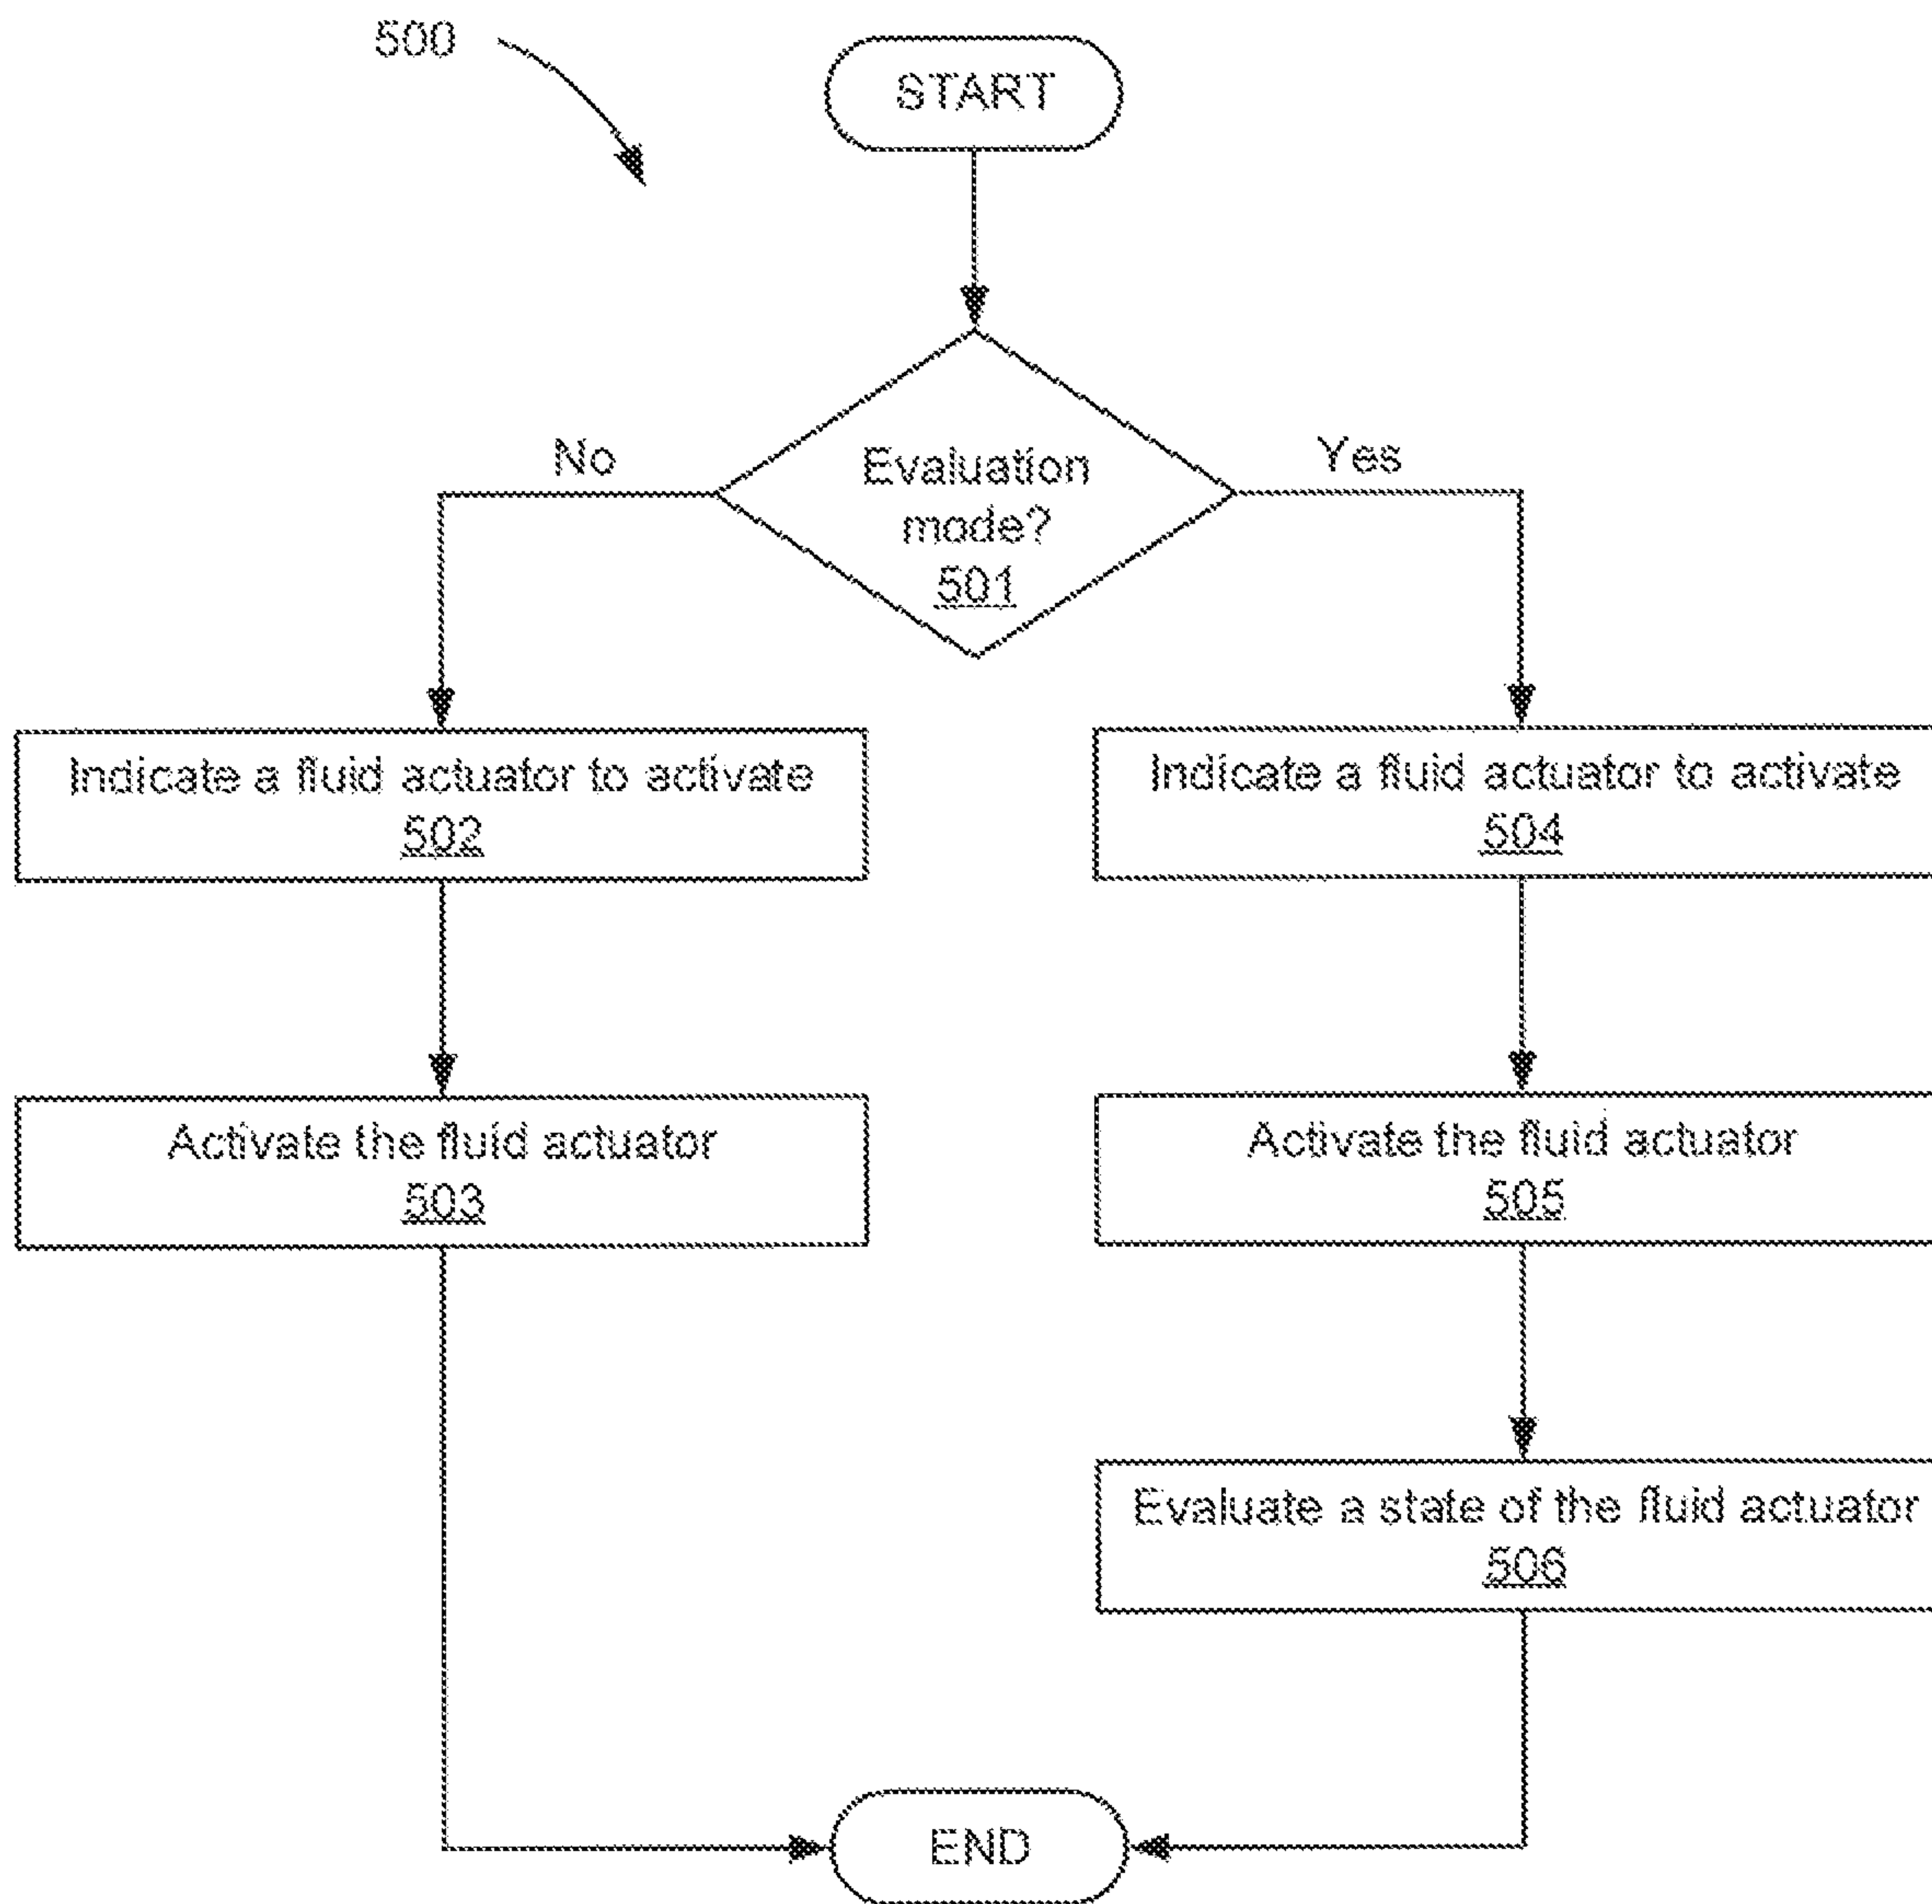 500
START
Evaluation
mode?
501
No
Yes
Indicate a fluid actuator to activate
502
Indicate a fluid actuator to activate
504
Activate the fluid actuator
503
Activate the fluid actuator
505
Evaluate a state of the fluid actuator
506
END